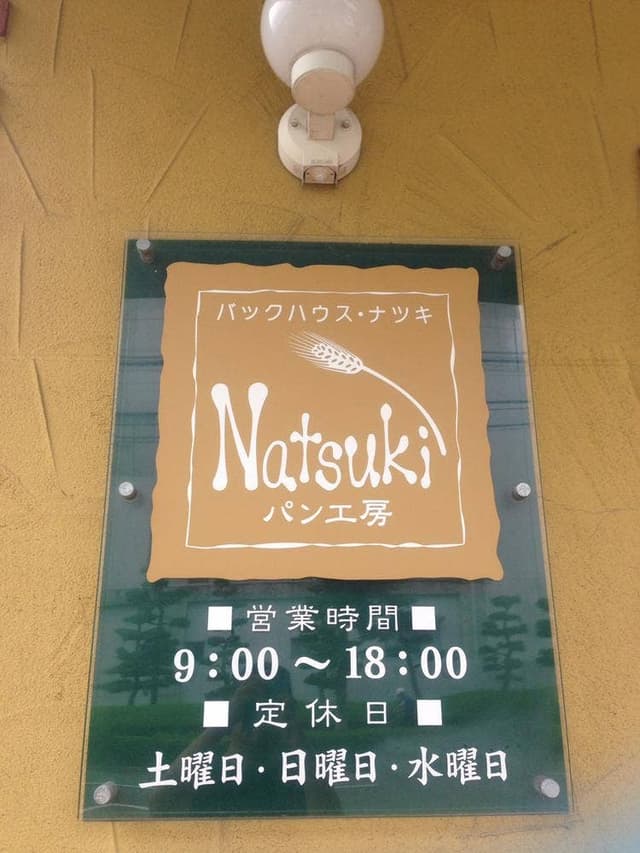 バックハウス・ナツキ
Natsuki
パン工房
■営業時間■
9：00～18：00
■定休日■
土曜日・日曜日・水曜日